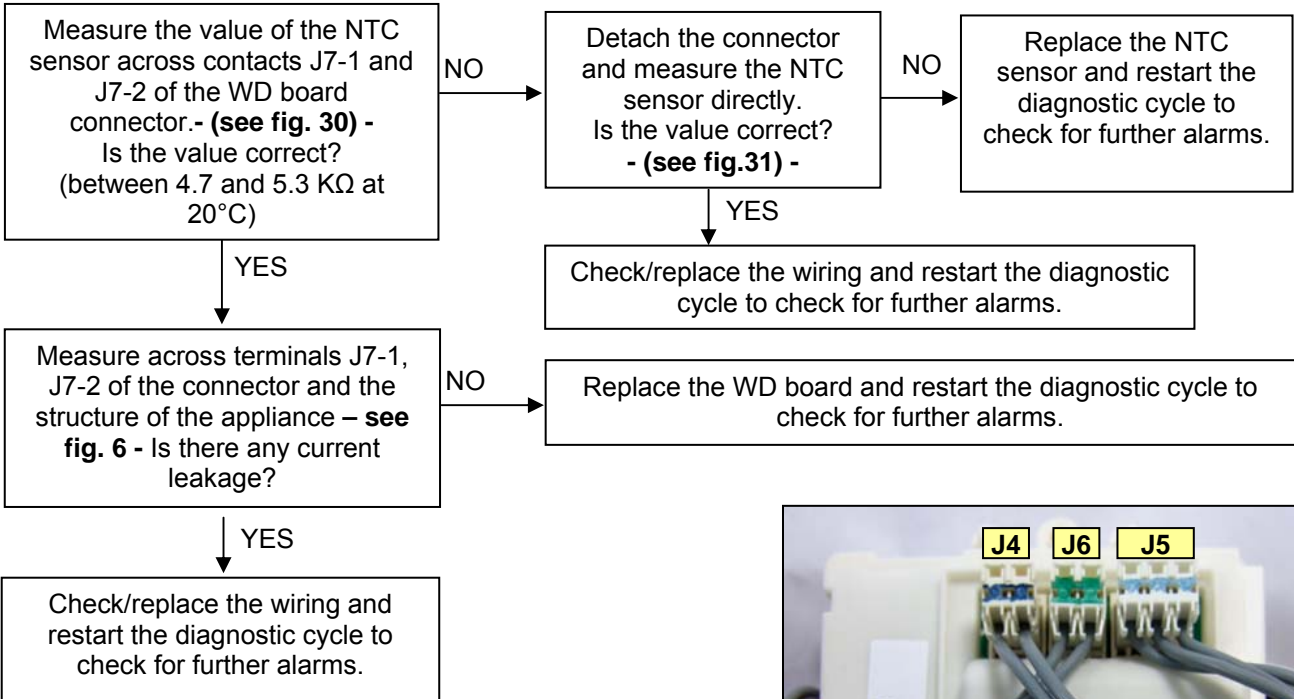 Measure the value of the NTC
sensor across contacts J7-1 and
J7-2 of the WD board
connector.- (see fig. 30) -
Is the value correct?
(between 4.7 and 5.3 KΩ at
20°C)
NO
Detach the connector
and measure the NTC
sensor directly.
Is the value correct?
- (see fig.31) -
NO
Replace the NTC
sensor and restart the
diagnostic cycle to
check for further alarms.
YES
Check/replace the wiring and restart the diagnostic
cycle to check for further alarms.
YES
Measure across terminals J7-1,
J7-2 of the connector and the
structure of the appliance – see
fig. 6 - Is there any current
leakage?
NO
Replace the WD board and restart the diagnostic cycle to
check for further alarms.
YES
Check/replace the wiring and
restart the diagnostic cycle to
check for further alarms.
J4 J6 J5